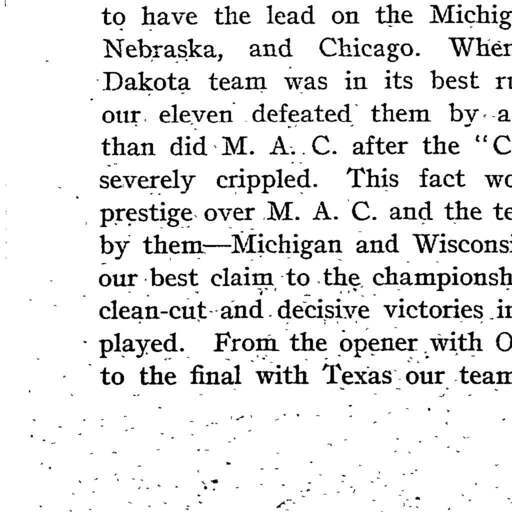 to have the lead on the Michig
Nebraska, and Chicago. When
Dakota team was in its best ru
our eleven defeated them by a
than did M. A. C. after the "C
severely crippled. This fact wo
prestige over M. A. C. and the te
by them—Michigan and Wisconsi
our best claim to the championsh
clean-cut and decisive victories in
played. From the opener with O
to the final with Texas our team